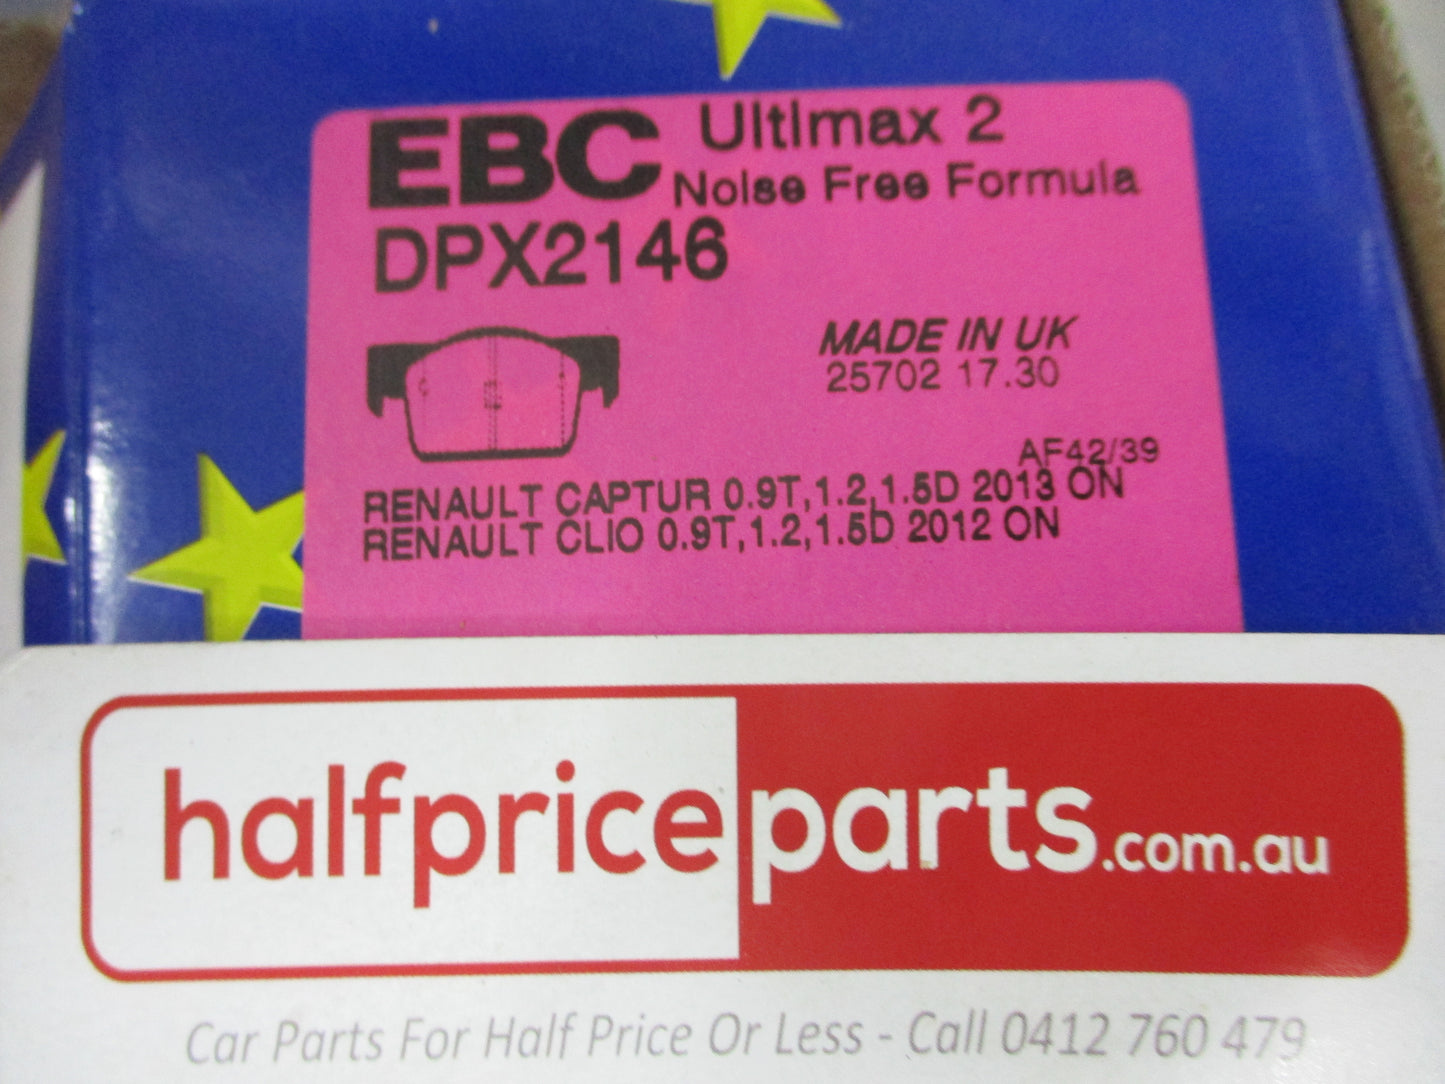 EBC Ultimax 2
Noise Free Formula
DPX2146
MADE IN UK
25702 17.30
AF42/39
RENAULT CAPTUR 0.9T,1.2,1.5D 2013 ON
RENAULT CLIO 0.9T,1.2,1.5D 2012 ON
halfpriceparts.com.au
Car Parts For Half Price Or Less - Call 0412 760 479